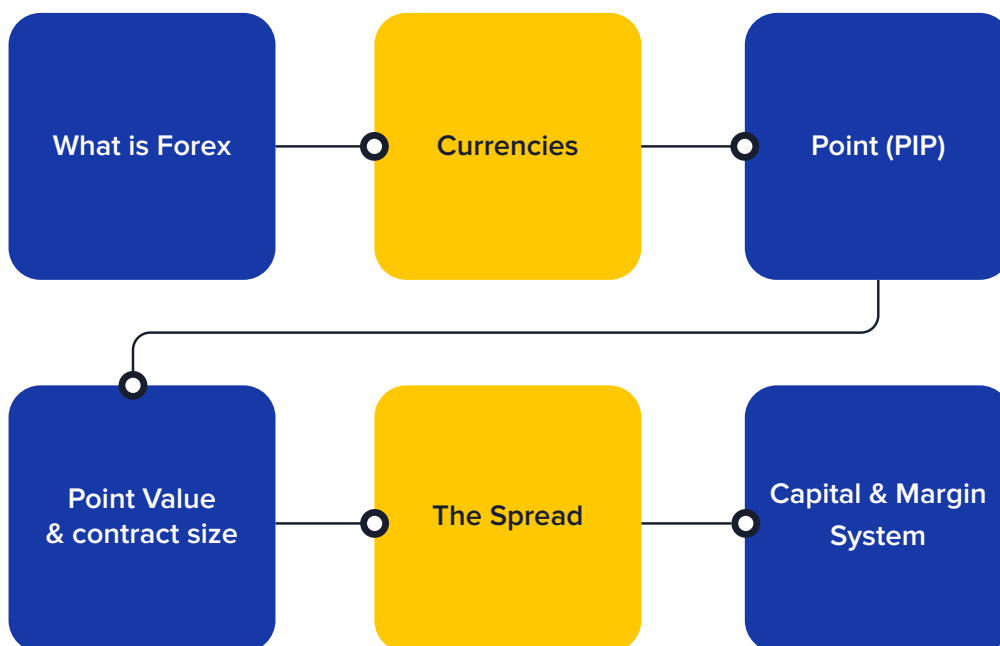 What is Forex
Currencies
Point (PIP)
Point Value
& contract size
The Spread
Capital & Margin
System